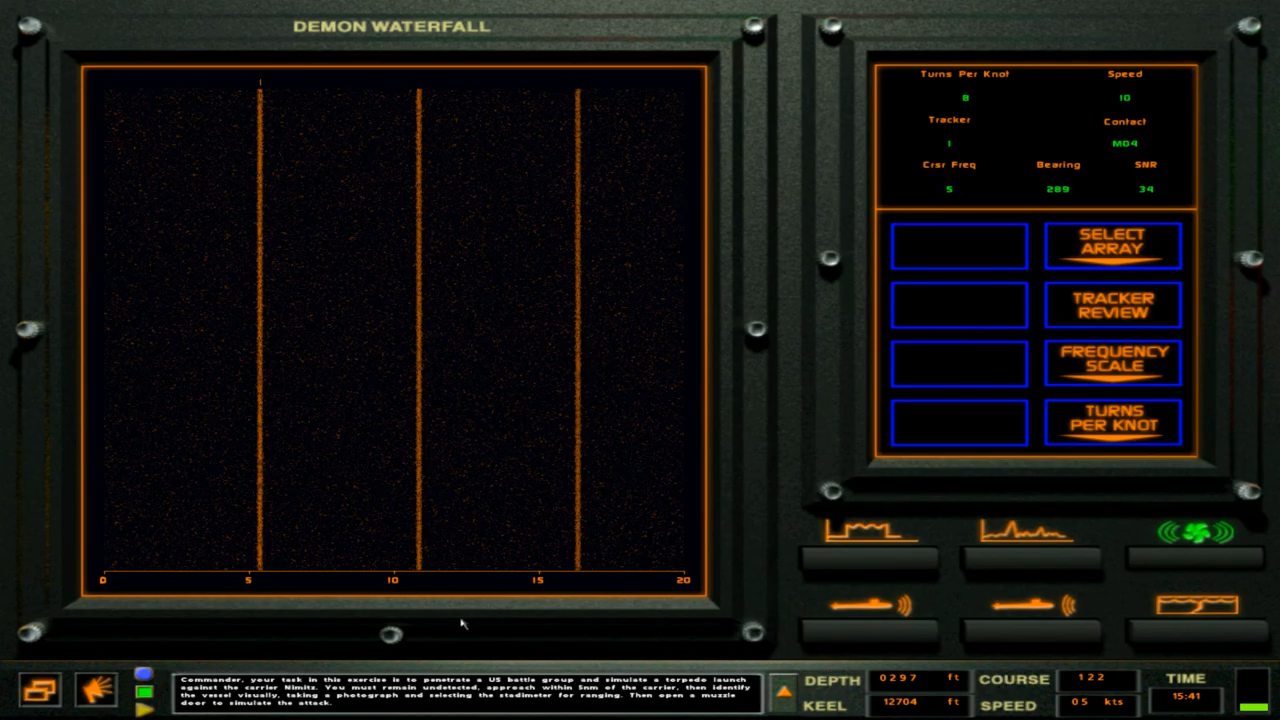 DEMON WATERFALL
0 5 10 15 20
Turns Per Knot Speed
8 10
Tracker Contact
1 M04
Crsr Freq Bearing SNR
5 289 34
SELECT
ARRAY
TRACKER
REVIEW
FREQUENCY
SCALE
TURNS
PER KNOT
Commander, your task in this exercise is to penetrate a US battle group and simulate a torpedo launch
against the carrier Nimitz. You must remain undetected, approach within 5nm of the carrier, then identify
the vessel visually, taking a photograph and selecting the stadimeter for ranging. Then open a muzzle
door to simulate the attack.
DEPTH 0297 ft COURSE 122 TIME
KEEL 12704 ft SPEED 05 kts 15:41